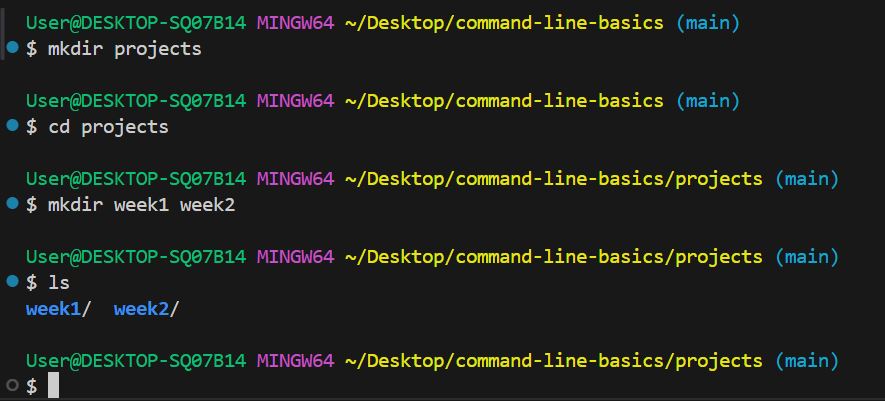 User@DESKTOP-SQ07B14 MINGW64 ~/Desktop/command-line-basics (main)
$ mkdir projects
User@DESKTOP-SQ07B14 MINGW64 ~/Desktop/command-line-basics (main)
$ cd projects
User@DESKTOP-SQ07B14 MINGW64 ~/Desktop/command-line-basics/projects (main)
$ mkdir week1 week2
User@DESKTOP-SQ07B14 MINGW64 ~/Desktop/command-line-basics/projects (main)
$ ls
week1/  week2/
User@DESKTOP-SQ07B14 MINGW64 ~/Desktop/command-line-basics/projects (main)
$